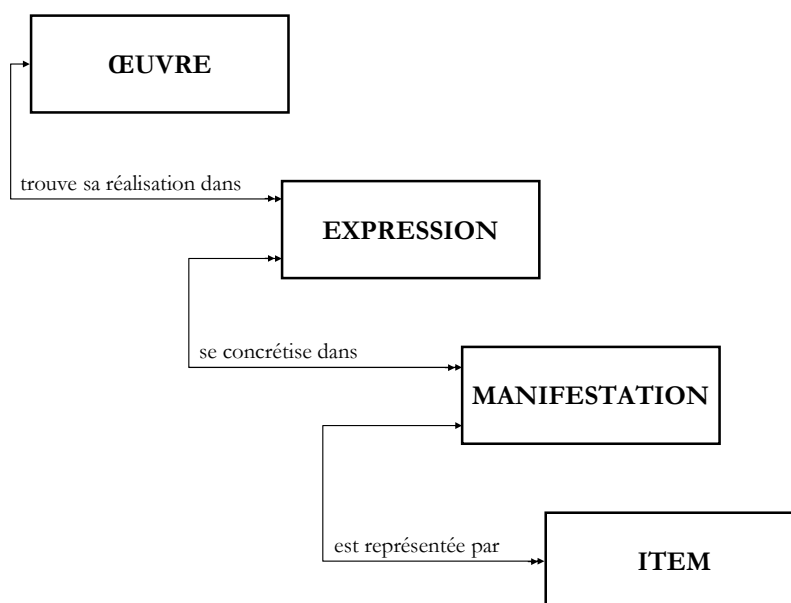 ŒUVRE
trouve sa réalisation dans
EXPRESSION
se concrétise dans
MANIFESTATION
est représentée par
ITEM